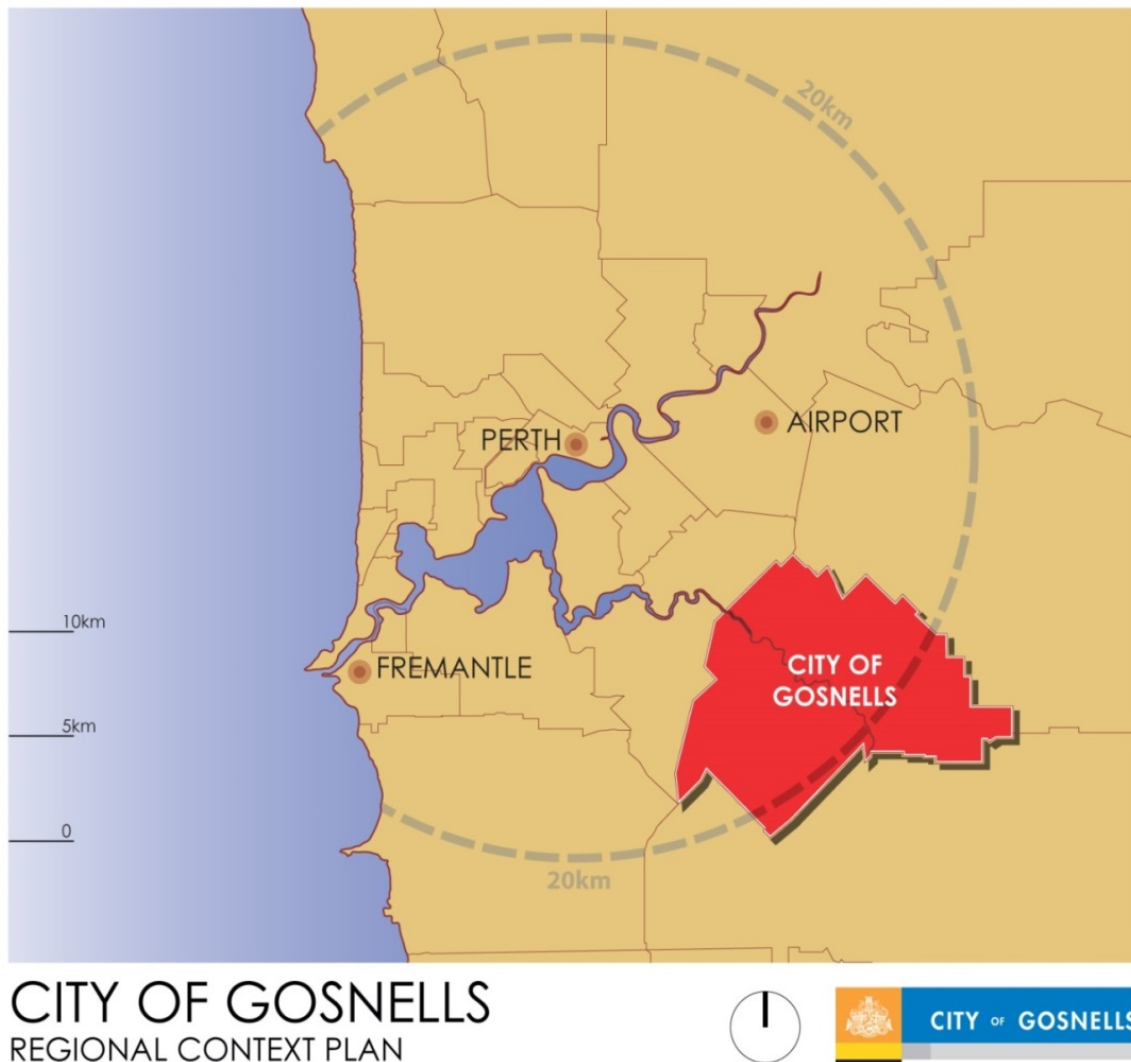 20km
PERTH
AIRPORT
10km
FREMANTLE
CITY OF
GOSNELLS
5km
0
20km
CITY OF GOSNELLS
REGIONAL CONTEXT PLAN
CITY OF GOSNELLS